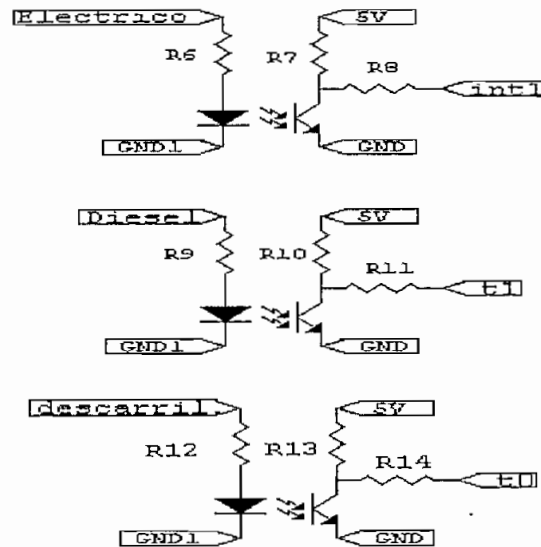 Electrico 5V
R6 R7
R8
int1
GND1 GND
Diesel 5V
R9 R10
R11
t1
GND1 GND
descarril. 5V
R12 R13
R14
t0
GND1 GND